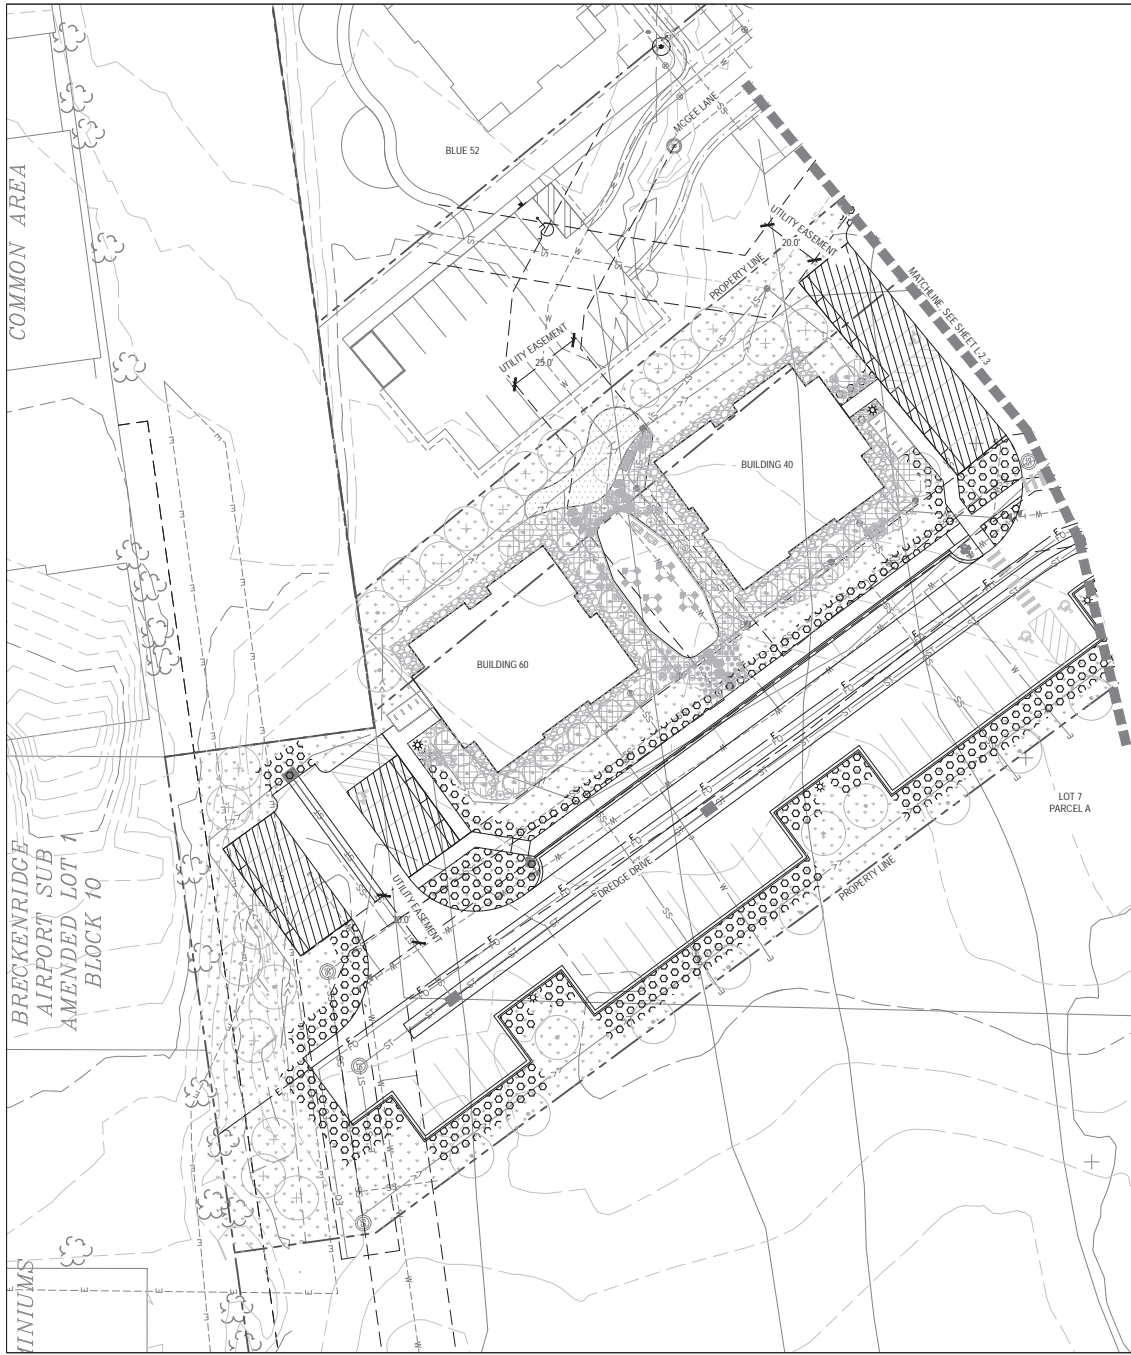 COMMON AREA
BLUE 52
MCGEE LANE
UTILITY EASEMENT
20.0'
PROPERTY LINE
MATCHLINE, SEE SHEET L-2.3
UTILITY EASEMENT
25.0'
BUILDING 40
BUILDING 60
LOT 7
PARCEL A
BRECKENRIDGE
AIRPORT SUB
AMENDED LOT 1
BLOCK 10
UTILITY EASEMENT
DREDGE DRIVE
PROPERTY LINE
MINIUMS